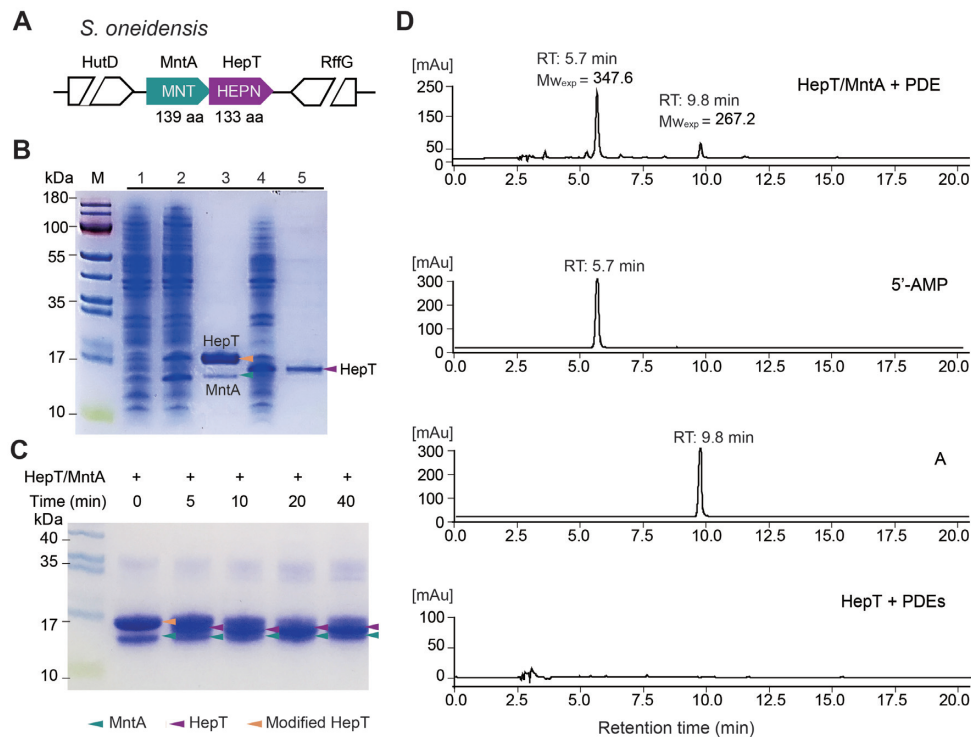 A
S. oneidensis
HutD MntA HepT RffG
MNT HEPN
139 aa 133 aa
B
kDa M 1 2 3 4 5
180
100
55
35
17
10
HepT
MntA
HepT
C
HepT/MntA + + + + +
Time (min) 0 5 10 20 40
kDa
40
35
17
10
MntA HepT Modified HepT
D
[mAu]
RT: 5.7 min
Mwexp = 347.6
RT: 9.8 min
Mwexp = 267.2
HepT/MntA + PDE
250
150
50
0
0.0 2.5 5.0 7.5 10.0 12.5 15.0 17.5 20.0
[mAu]
RT: 5.7 min
5'-AMP
300
200
100
0
0.0 2.5 5.0 7.5 10.0 12.5 15.0 17.5 20.0
[mAu]
RT: 9.8 min
A
300
200
100
0
0.0 2.5 5.0 7.5 10.0 12.5 15.0 17.5 20.0
[mAu]
HepT + PDEs
100
50
0
0.0 2.5 5.0 7.5 10.0 12.5 15.0 17.5 20.0
Retention time (min)